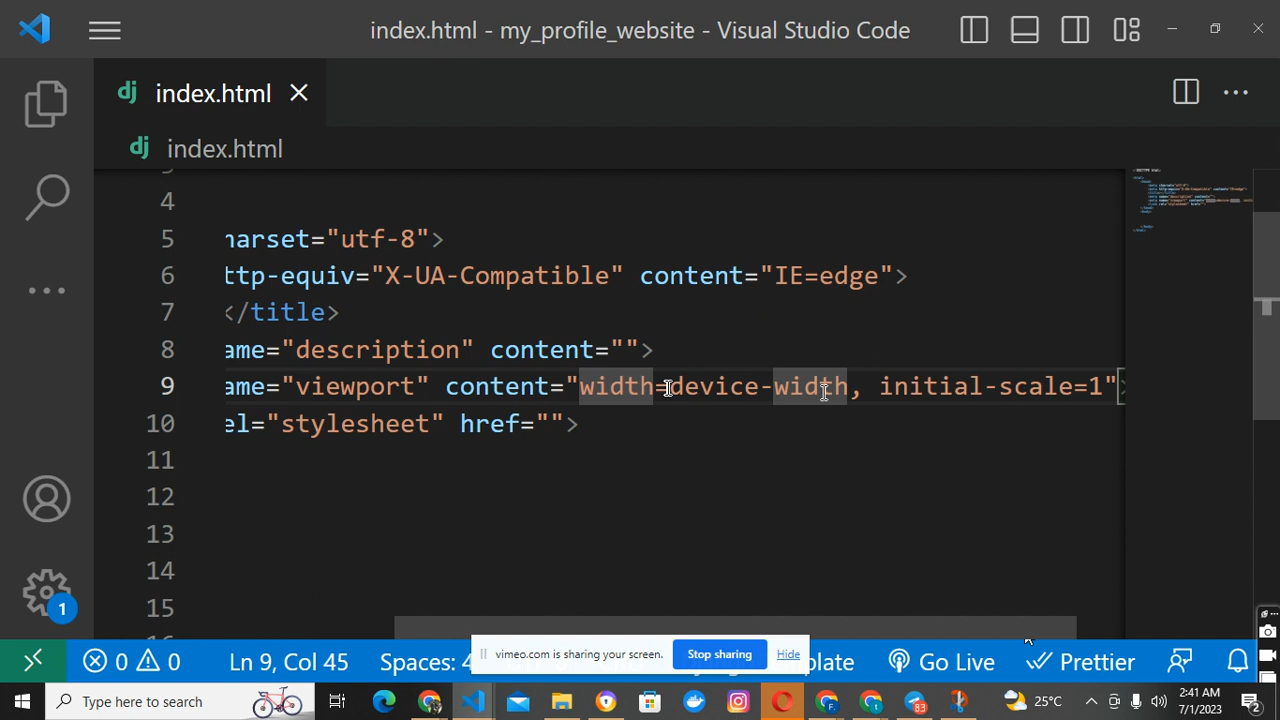 index.html - my_profile_website - Visual Studio Code
dj index.html
dj index.html
4
5 harset="utf-8">
6 ttp-equiv="X-UA-Compatible" content="IE=edge">
7 </title>
8 ame="description" content="">
9 ame="viewport" content="width=device-width, initial-scale=1">
10 el="stylesheet" href="">
11
12
13
14
15
1
0 0 Ln 9, Col 45 Spaces: 4 Go Live Prettier
vimeo.com is sharing your screen. Stop sharing Hide
Type here to search
F
t
83
25°C
2:41 AM
7/1/2023
2